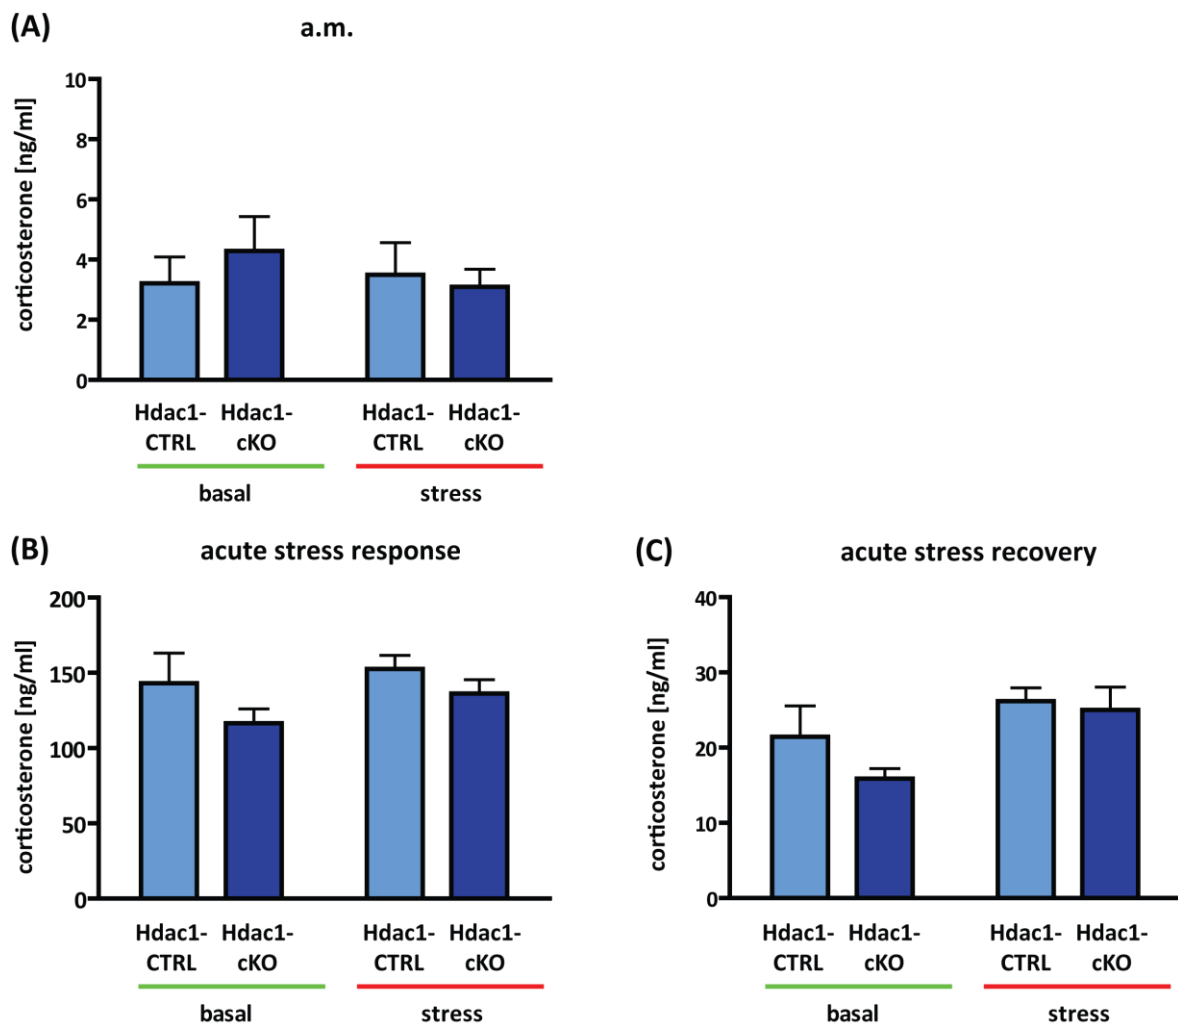 (A)
a.m.
corticosterone [ng/ml]
10
8
6
4
2
0
Hdac1- Hdac1- Hdac1- Hdac1-
CTRL cKO CTRL cKO
basal stress
(B)
acute stress response
corticosterone [ng/ml]
200
150
100
50
0
Hdac1- Hdac1- Hdac1- Hdac1-
CTRL cKO CTRL cKO
basal stress
(C)
acute stress recovery
corticosterone [ng/ml]
40
30
20
10
0
Hdac1- Hdac1- Hdac1- Hdac1-
CTRL cKO CTRL cKO
basal stress